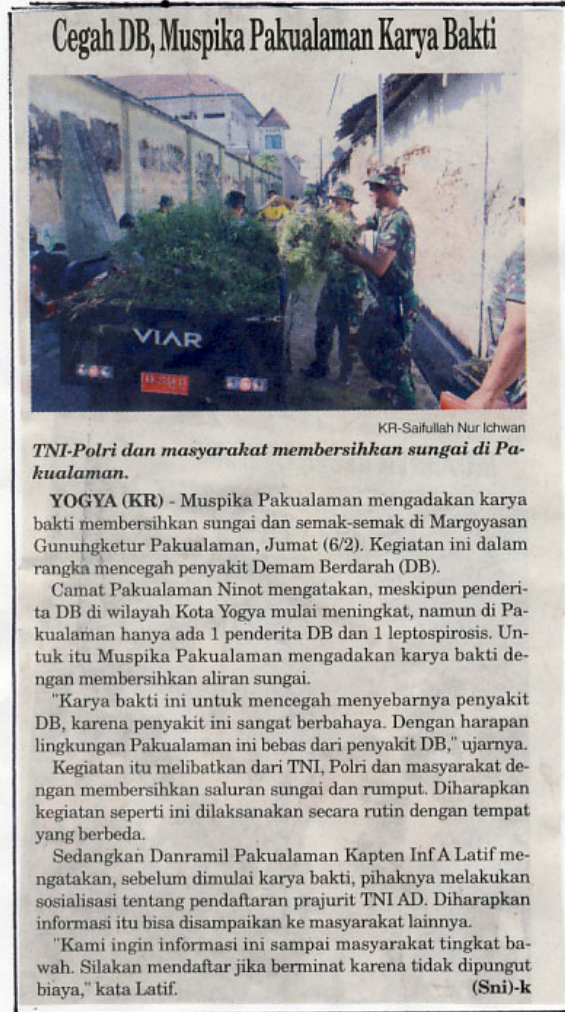 Cegah DB, Muspika Pakualaman Karya Bakti
VIAR
KR-Saifullah Nur Ichwan
TNI-Polri dan masyarakat membersihkan sungai di Pa-
kualaman.
YOGYA (KR) - Muspika Pakualaman mengadakan karya
bakti membersihkan sungai dan semak-semak di Margoyasan
Gunungketur Pakualaman, Jumat (6/2). Kegiatan ini dalam
rangka mencegah penyakit Demam Berdarah (DB).
Camat Pakualaman Ninot mengatakan, meskipun penderi-
ta DB di wilayah Kota Yogya mulai meningkat, namun di Pa-
kualaman hanya ada 1 penderita DB dan 1 leptospirosis. Un-
tuk itu Muspika Pakualaman mengadakan karya bakti de-
ngan membersihkan aliran sungai.
"Karya bakti ini untuk mencegah menyebarnya penyakit
DB, karena penyakit ini sangat berbahaya. Dengan harapan
lingkungan Pakualaman ini bebas dari penyakit DB," ujarnya.
Kegiatan itu melibatkan dari TNI, Polri dan masyarakat de-
ngan membersihkan saluran sungai dan rumput. Diharapkan
kegiatan seperti ini dilaksanakan secara rutin dengan tempat
yang berbeda.
Sedangkan Danramil Pakualaman Kapten Inf A Latif me-
ngatakan, sebelum dimulai karya bakti, pihaknya melakukan
sosialisasi tentang pendaftaran prajurit TNI AD. Diharapkan
informasi itu bisa disampaikan ke masyarakat lainnya.
"Kami ingin informasi ini sampai masyarakat tingkat ba-
wah. Silakan mendaftar jika berminat karena tidak dipungut
biaya," kata Latif. (Sni)-k